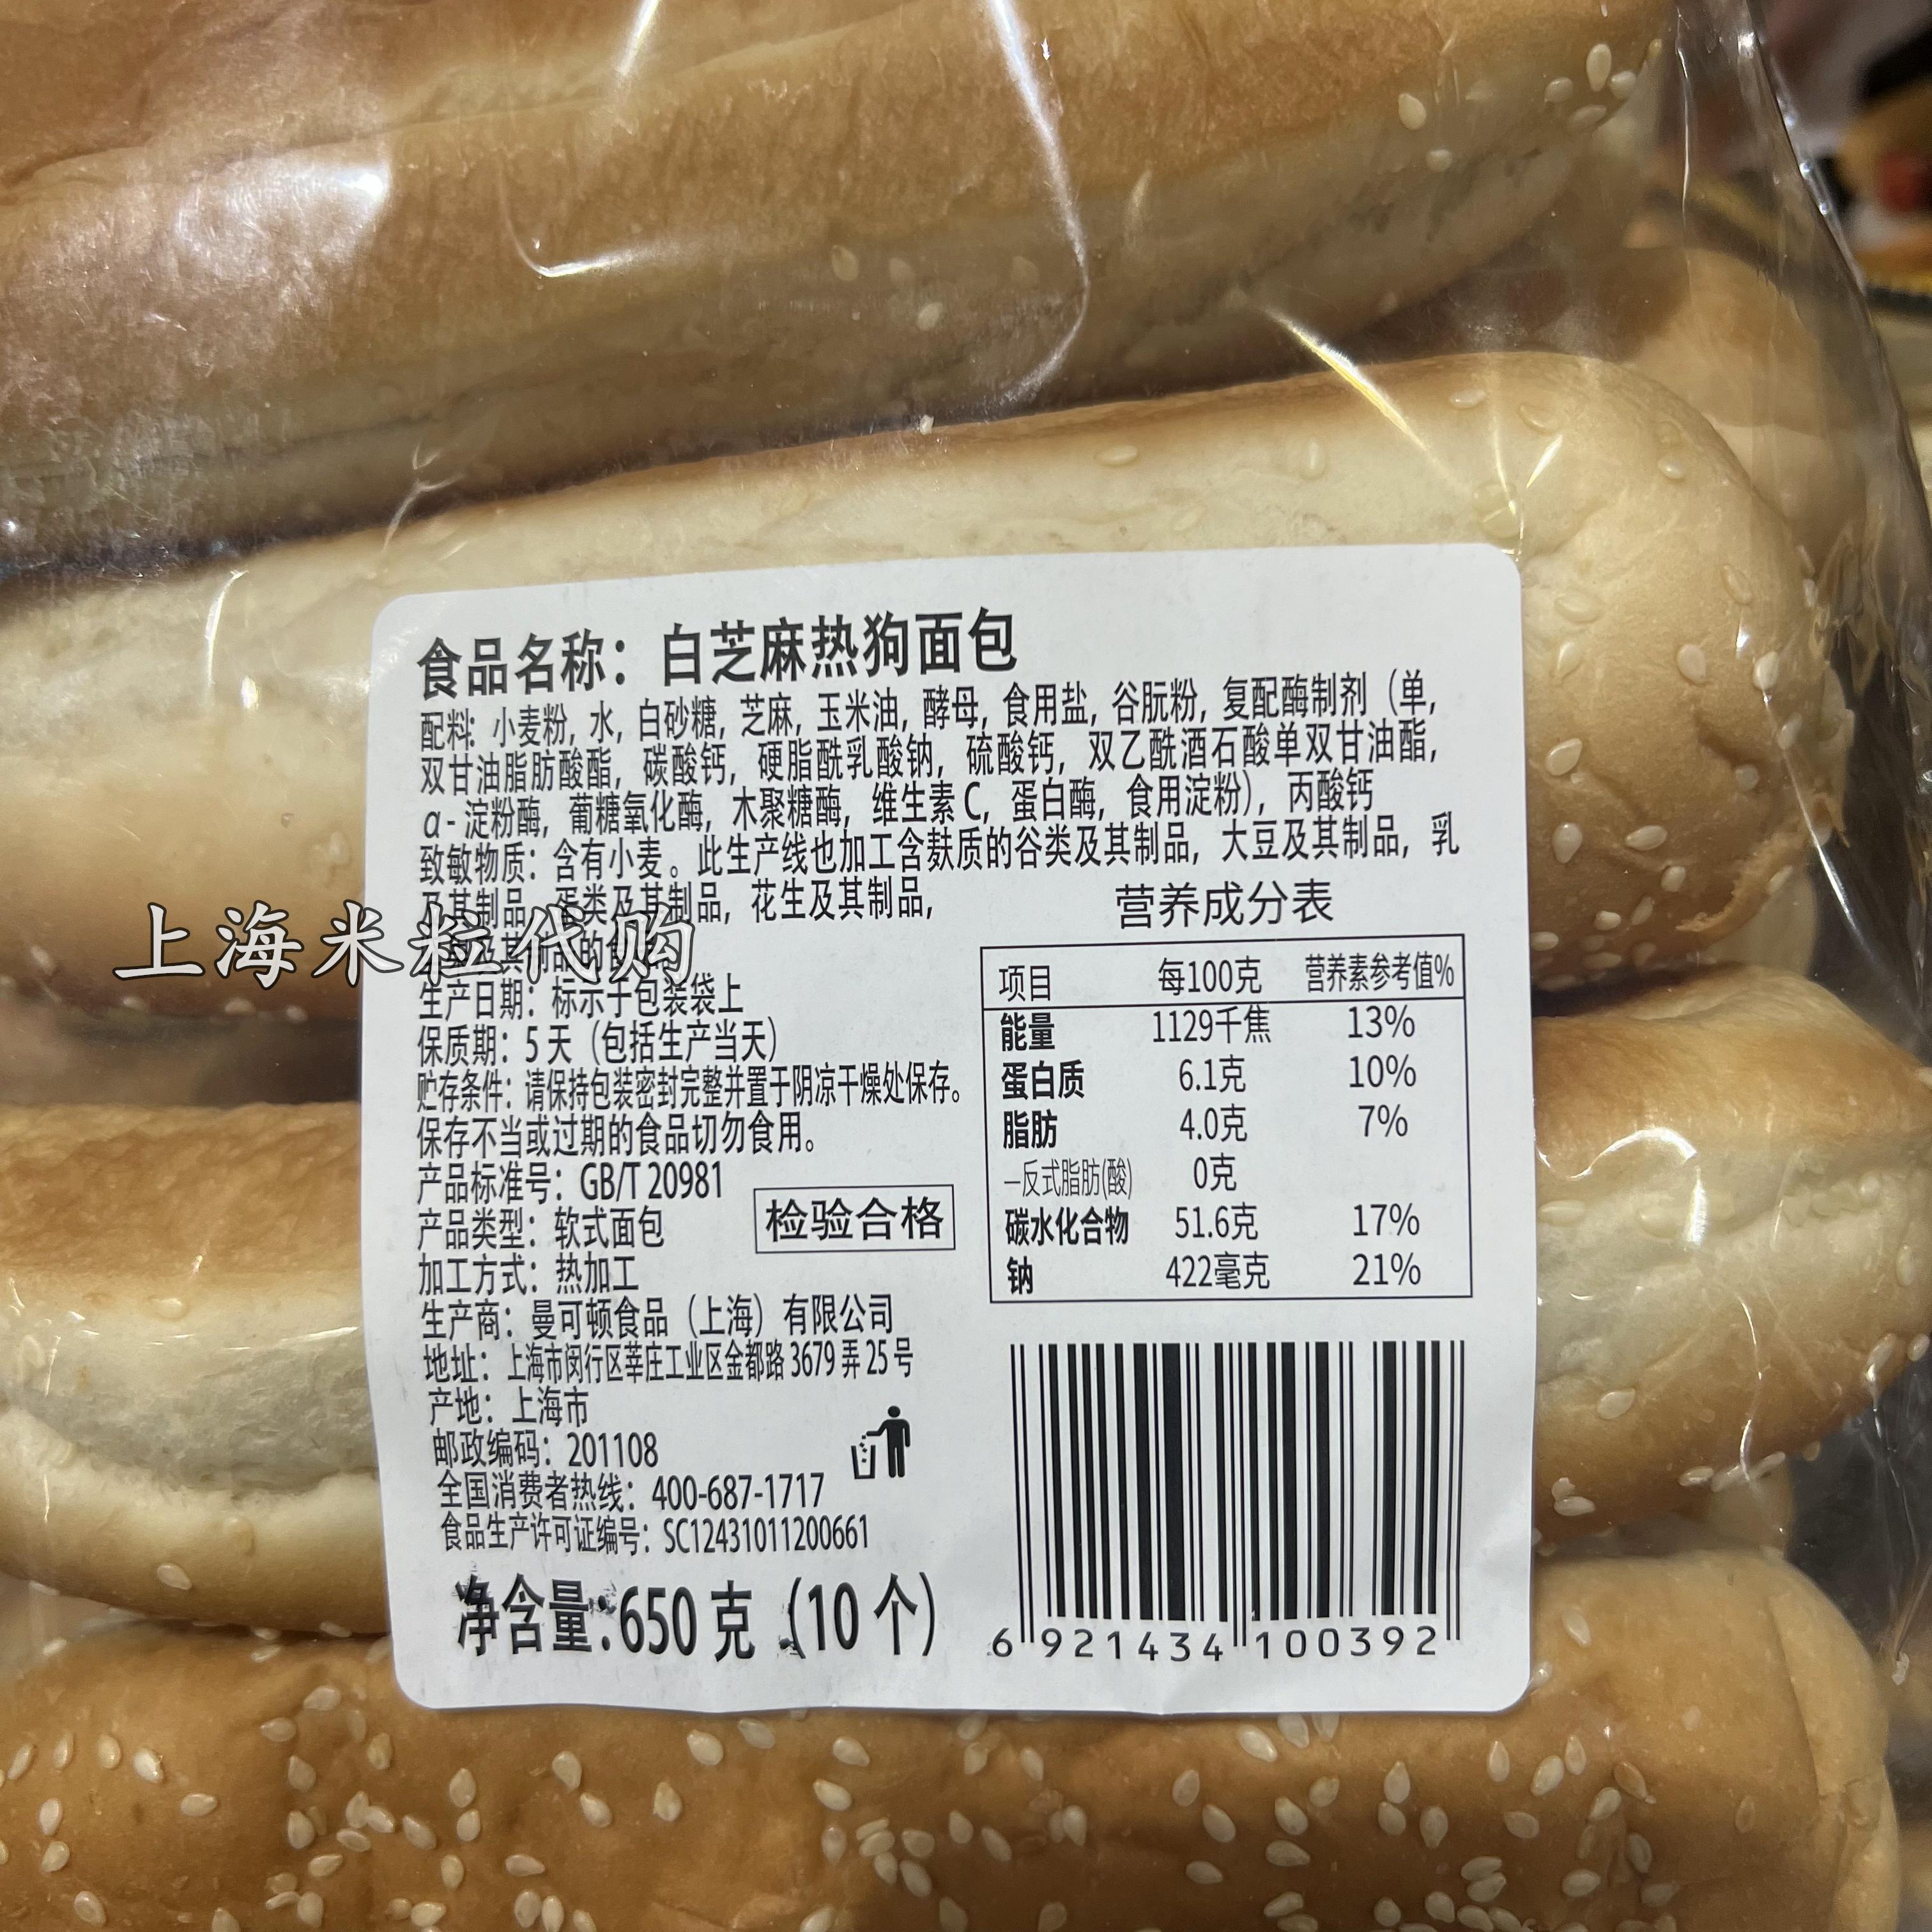 食品名称：白芝麻热狗面包
配料：小麦粉，水，白砂糖，芝麻，玉米油，酵母，食用盐，谷朊粉，复配酶制剂（单，
双甘油脂肪酸酯，碳酸钙，硬脂酰乳酸钠，硫酸钙，双乙酰酒石酸单双甘油酯，
α-淀粉酶，葡糖氧化酶，木聚糖酶，维生素C，蛋白酶，食用淀粉），丙酸钙
致敏物质：含有小麦。此生产线也加工含麸质的谷类及其制品，大豆及其制品，乳
及其制品，蛋类及其制品，花生及其制品，
及其制品的食品
上海米粒代购
生产日期：标示于包装袋上
保质期：5天（包括生产当天）
贮存条件：请保持包装密封完整并置于阴凉干燥处保存。
保存不当或过期的食品切勿食用。
产品标准号：GB/T 20981
产品类型：软式面包
检验合格
加工方式：热加工
生产商：曼可顿食品（上海）有限公司
地址：上海市闵行区莘庄工业区金都路3679弄25号
产地：上海市
邮政编码：201108
全国消费者热线：400-687-1717
食品生产许可证编号：SC12431011200661
净含量:650克（10个）
营养成分表
项目 每100克 营养素参考值%
能量 1129千焦 13%
蛋白质 6.1克 10%
脂肪 4.0克 7%
—反式脂肪(酸) 0克
碳水化合物 51.6克 17%
钠 422毫克 21%
6 921434 100392